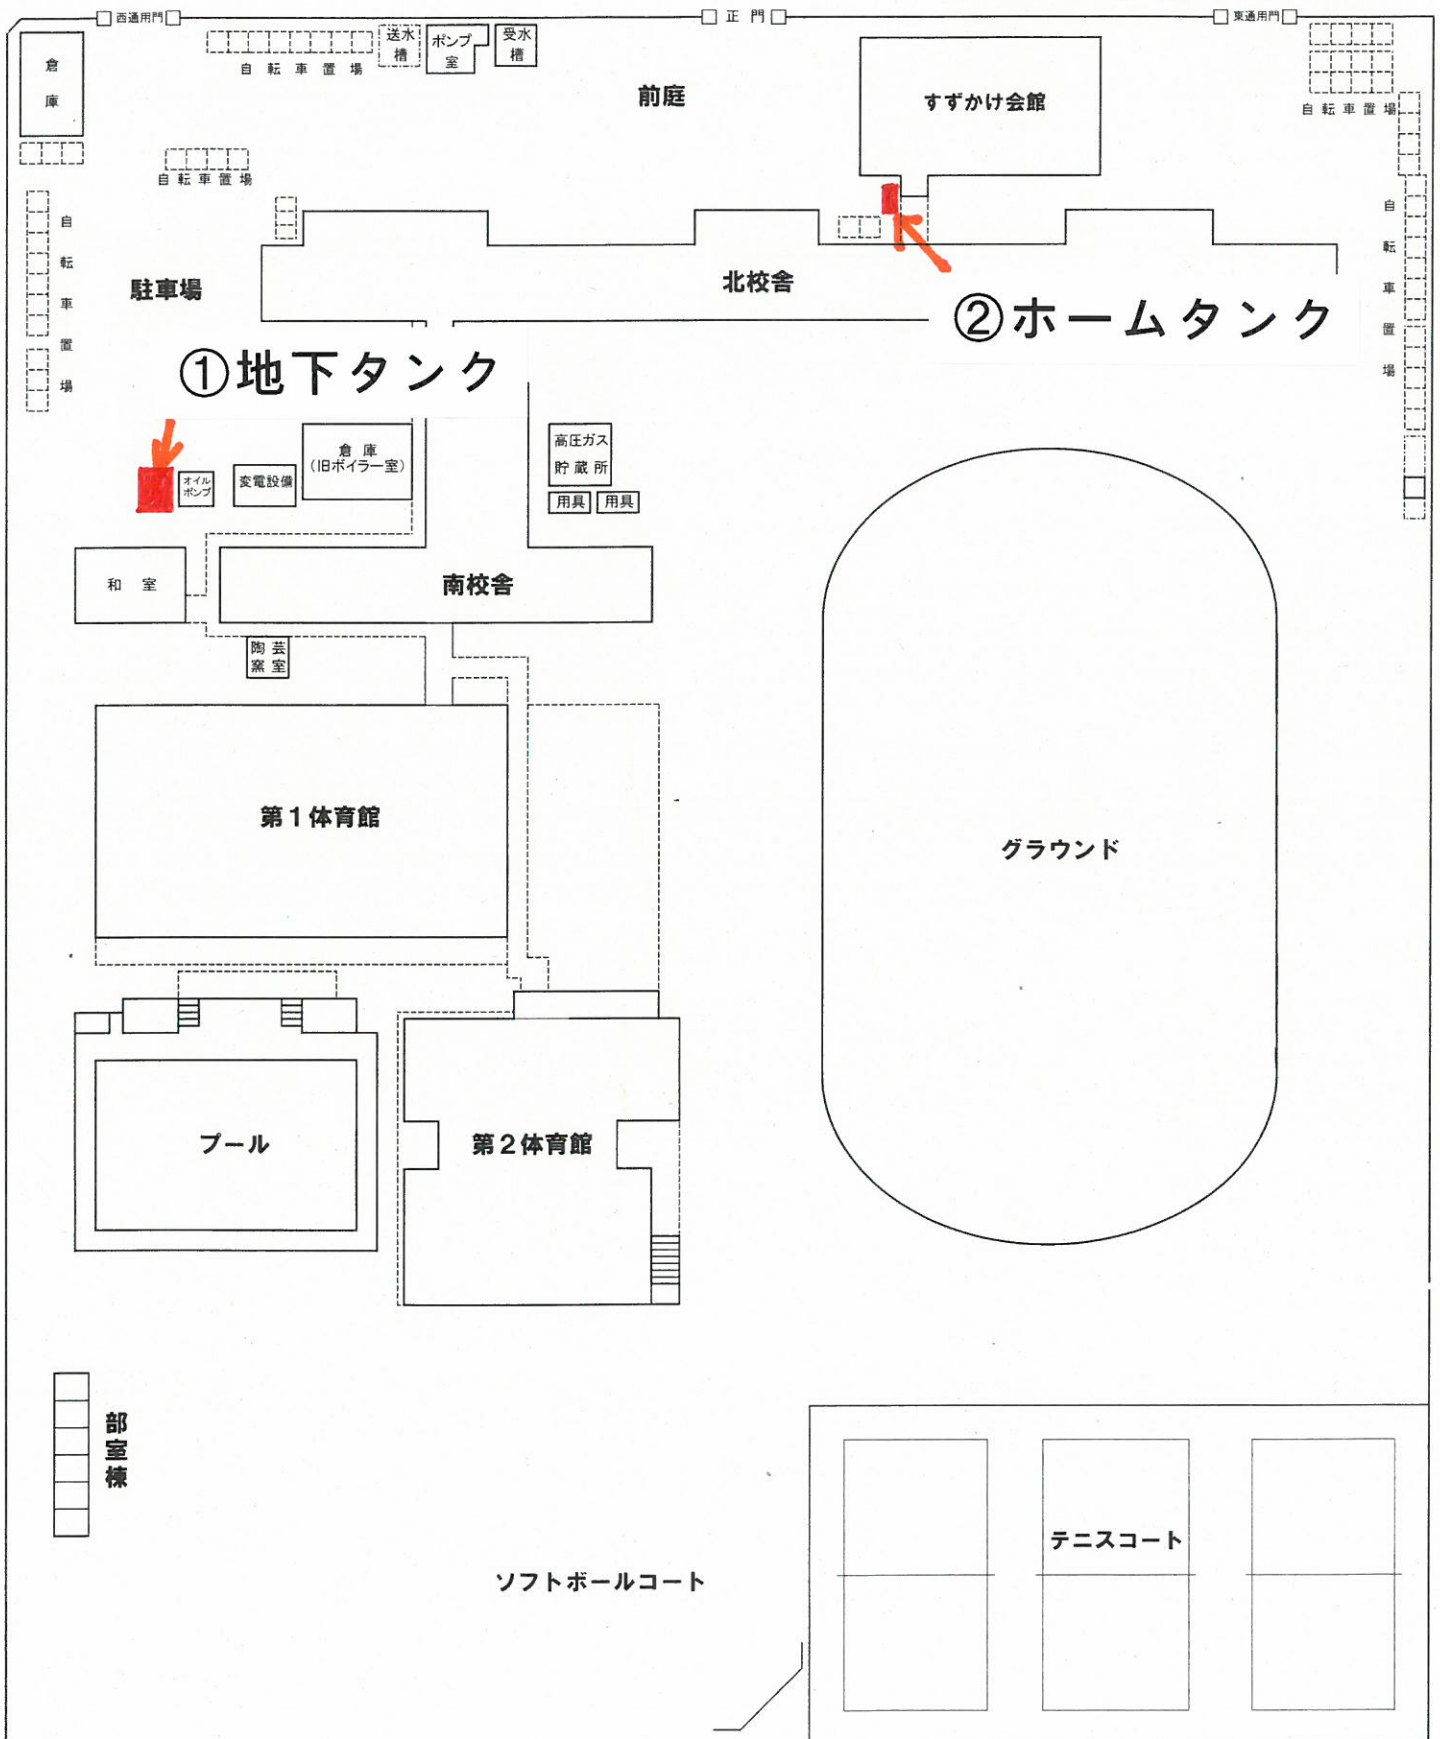 西通用門
正門
東通用門
倉庫
自転車置場
送水槽
ポンプ室
受水槽
前庭
すずかけ会館
自転車置場
自転車置場
自転車置場
自転車置場
駐車場
北校舎
②ホームタンク
①地下タンク
オイルポンプ
変電設備
倉庫
(旧ボイラー室)
高圧ガス
貯蔵所
用具
用具
和室
南校舎
陶芸
窯室
第1体育館
グラウンド
プール
第2体育館
部室棟
テニスコート
ソフトボールコート